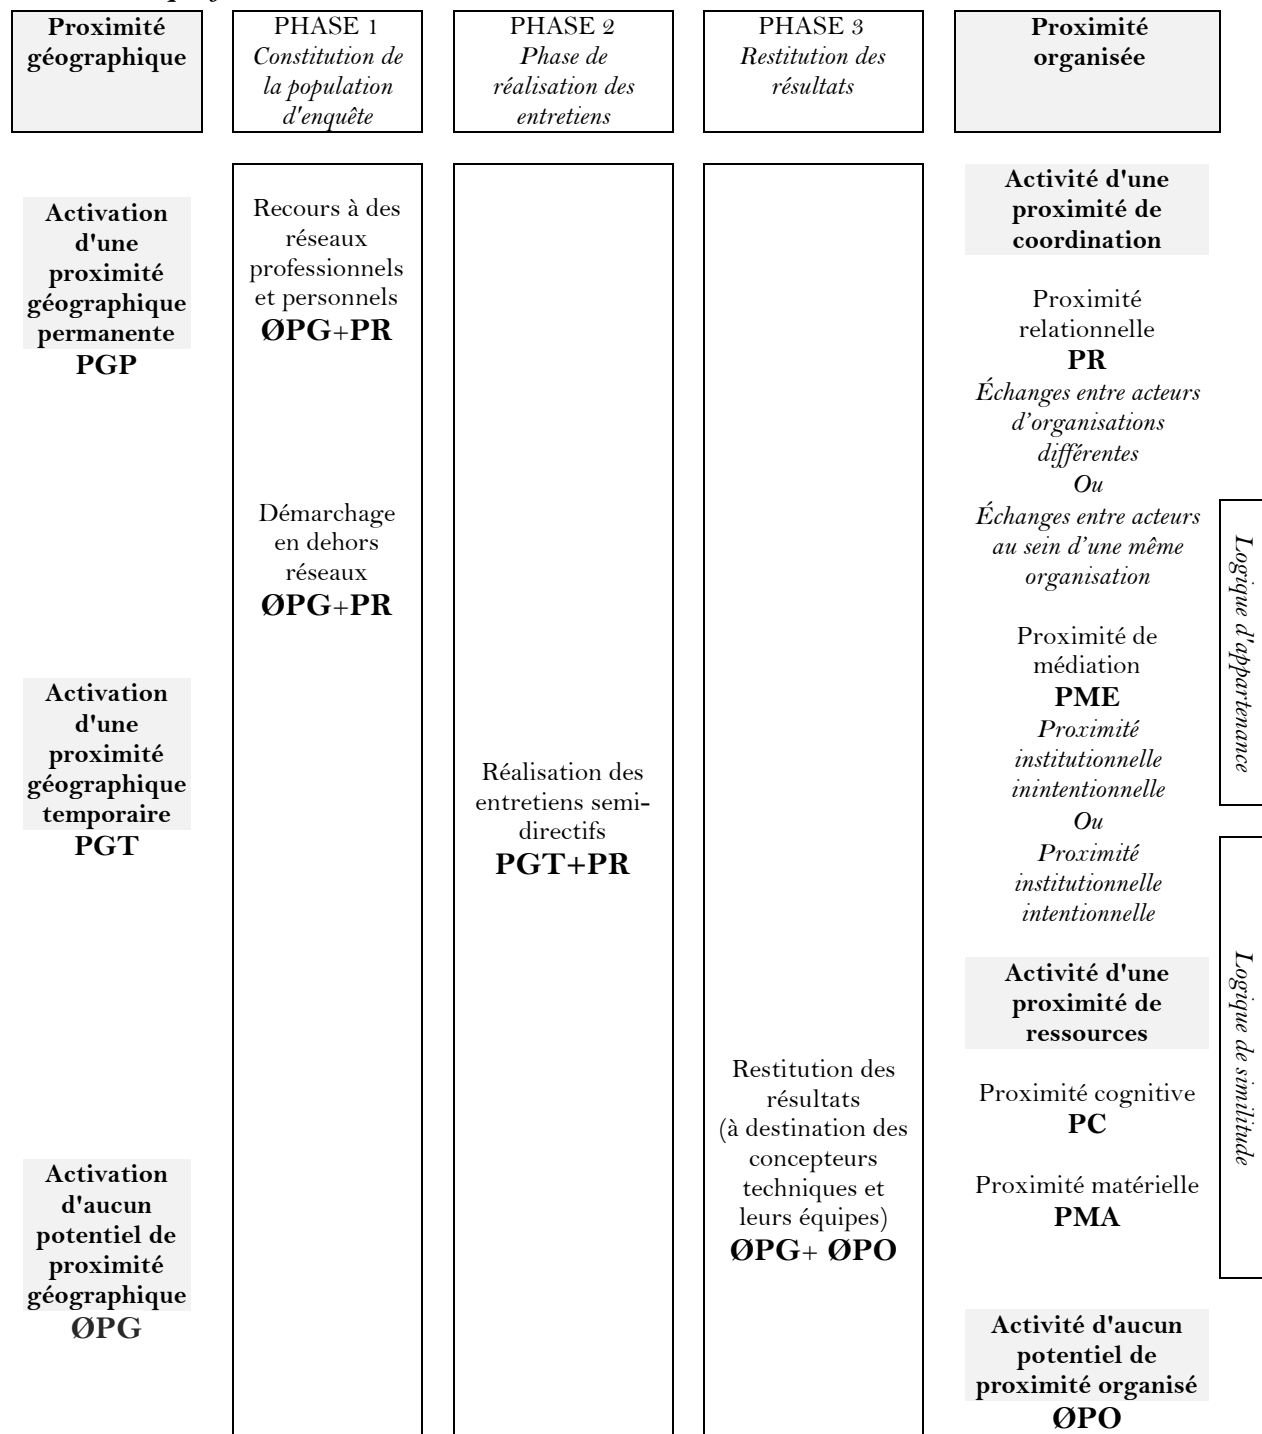 Proximité
géographique
PHASE 1
Constitution de
la population
d'enquête
PHASE 2
Phase de
réalisation des
entretiens
PHASE 3
Restitution des
résultats
Proximité
organisée
Activation
d'une
proximité
géographique
permanente
PGP
Activation
d'une
proximité
géographique
temporaire
PGT
Activation
d'aucun
potentiel de
proximité
géographique
ØPG
Recours à des
réseaux
professionnels
et personnels
ØPG+PR
Démarchage
en dehors
réseaux
ØPG+PR
Réalisation des
entretiens semi-
directifs
PGT+PR
Restitution des
résultats
(à destination des
concepteurs
techniques et
leurs équipes)
ØPG+ ØPO
Activité d'une
proximité de
coordination
Proximité
relationnelle
PR
Échanges entre acteurs
d’organisations
différentes
Ou
Échanges entre acteurs
au sein d’une même
organisation
Proximité de
médiation
PME
Proximité
institutionnelle
inintentionnelle
Ou
Proximité
institutionnelle
intentionnelle
Activité d'une
proximité de
ressources
Proximité cognitive
PC
Proximité matérielle
PMA
Activité d'aucun
potentiel de
proximité organisé
ØPO
Logique d'appartenance
Logique de similitude